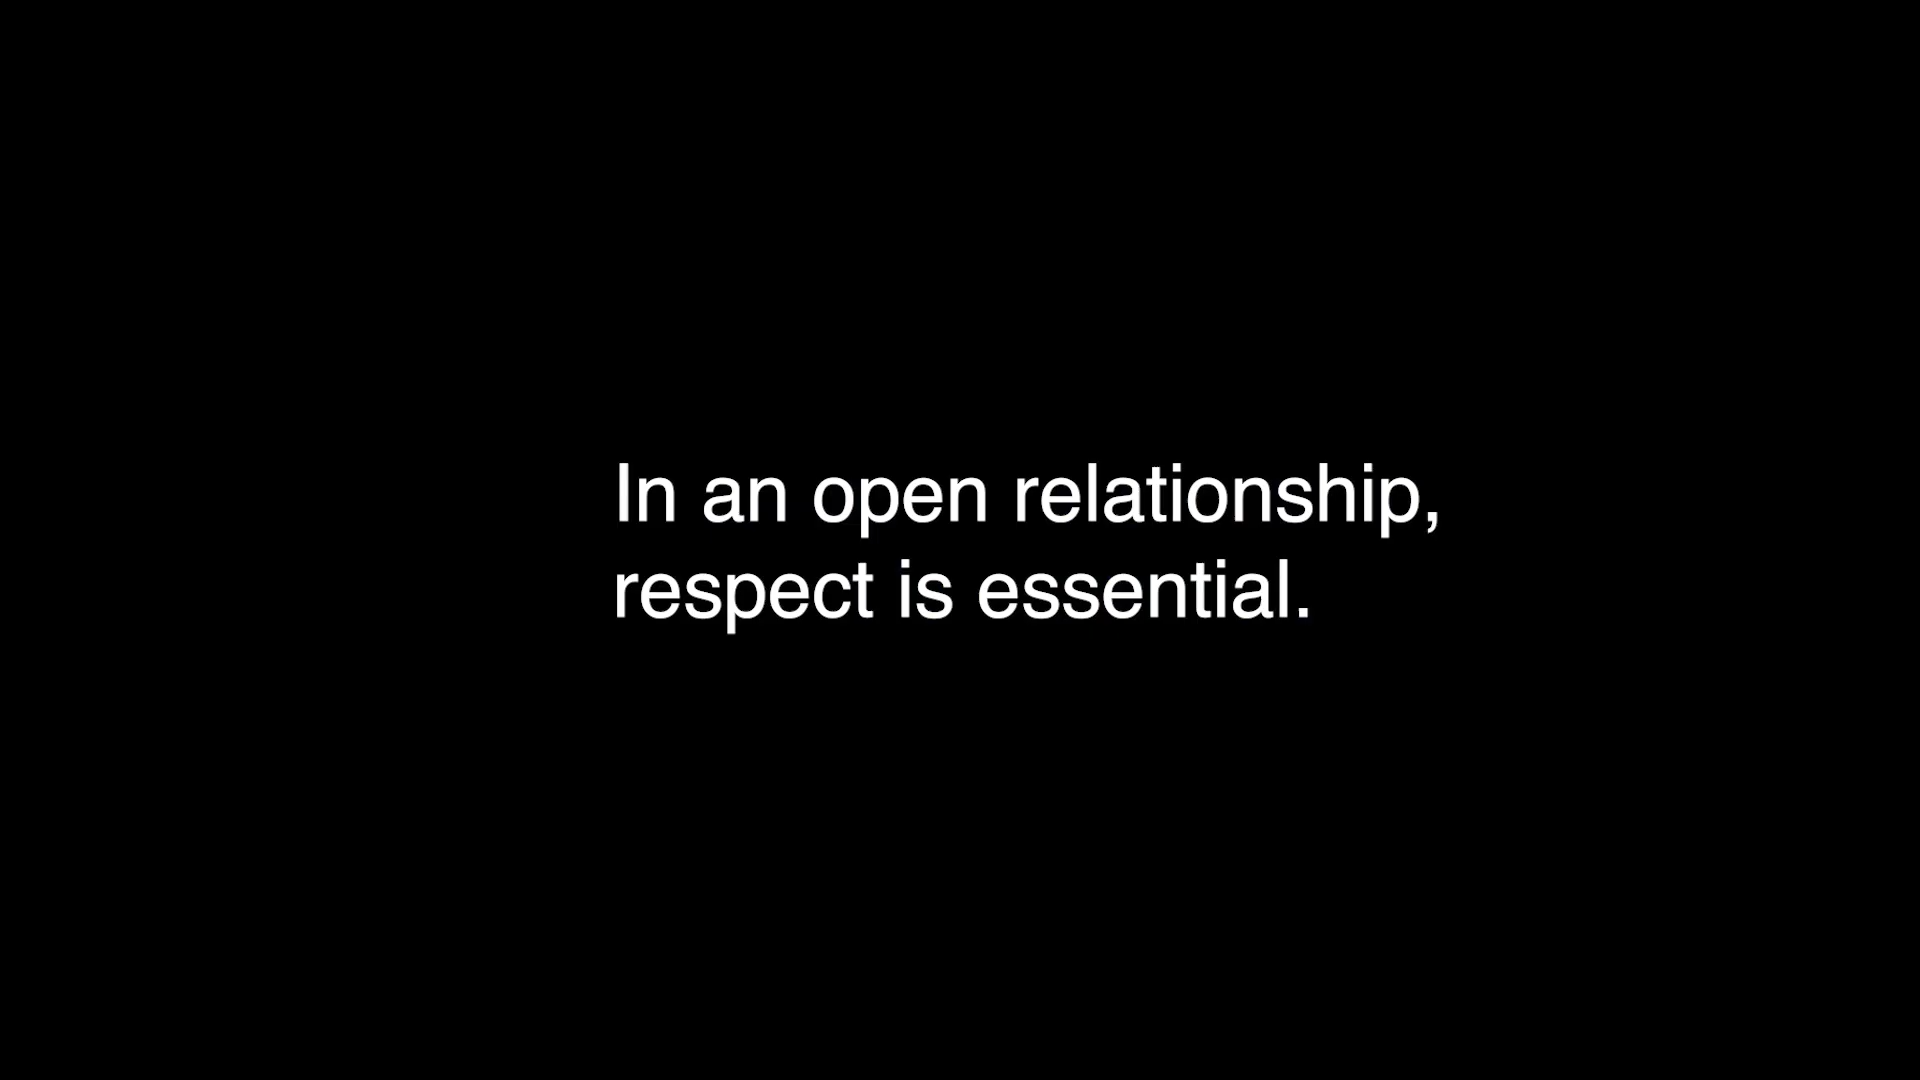 In an open relationship,
respect is essential.